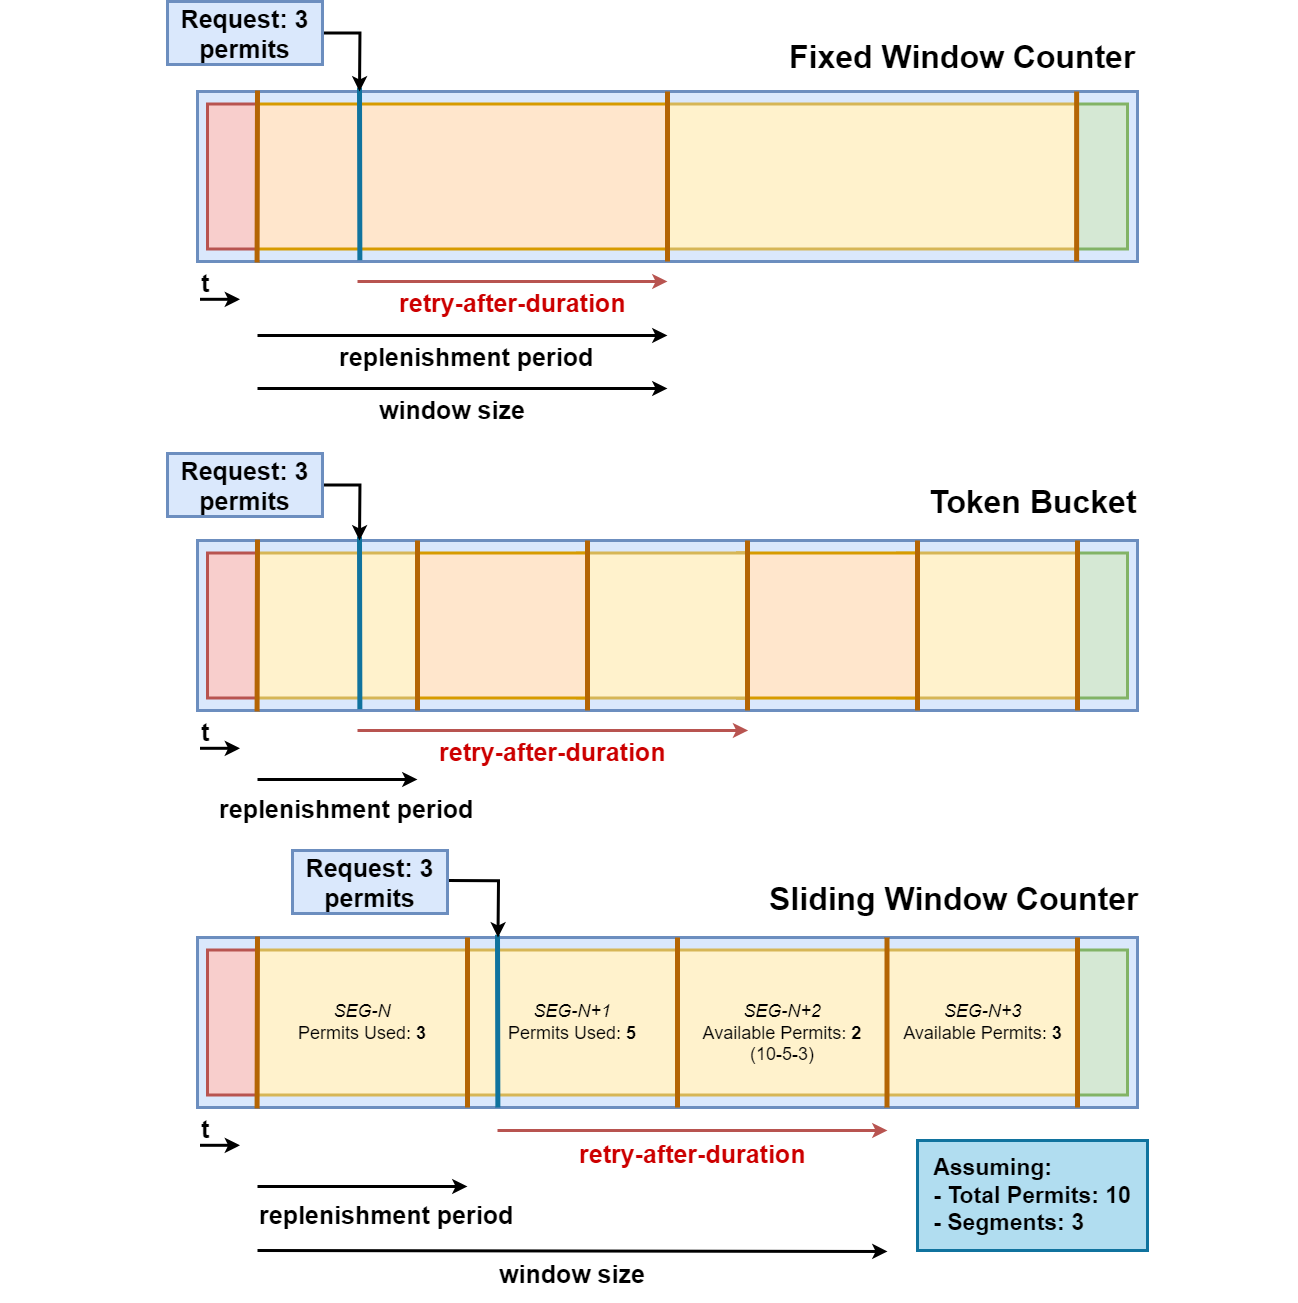 Request: 3
permits
Fixed Window Counter
t
retry-after-duration
replenishment period
window size
Request: 3
permits
Token Bucket
t
retry-after-duration
replenishment period
Request: 3
permits
Sliding Window Counter
SEG-N
Permits Used: 3
SEG-N+1
Permits Used: 5
SEG-N+2
Available Permits: 2
(10-5-3)
SEG-N+3
Available Permits: 3
t
retry-after-duration
replenishment period
window size
Assuming:
- Total Permits: 10
- Segments: 3